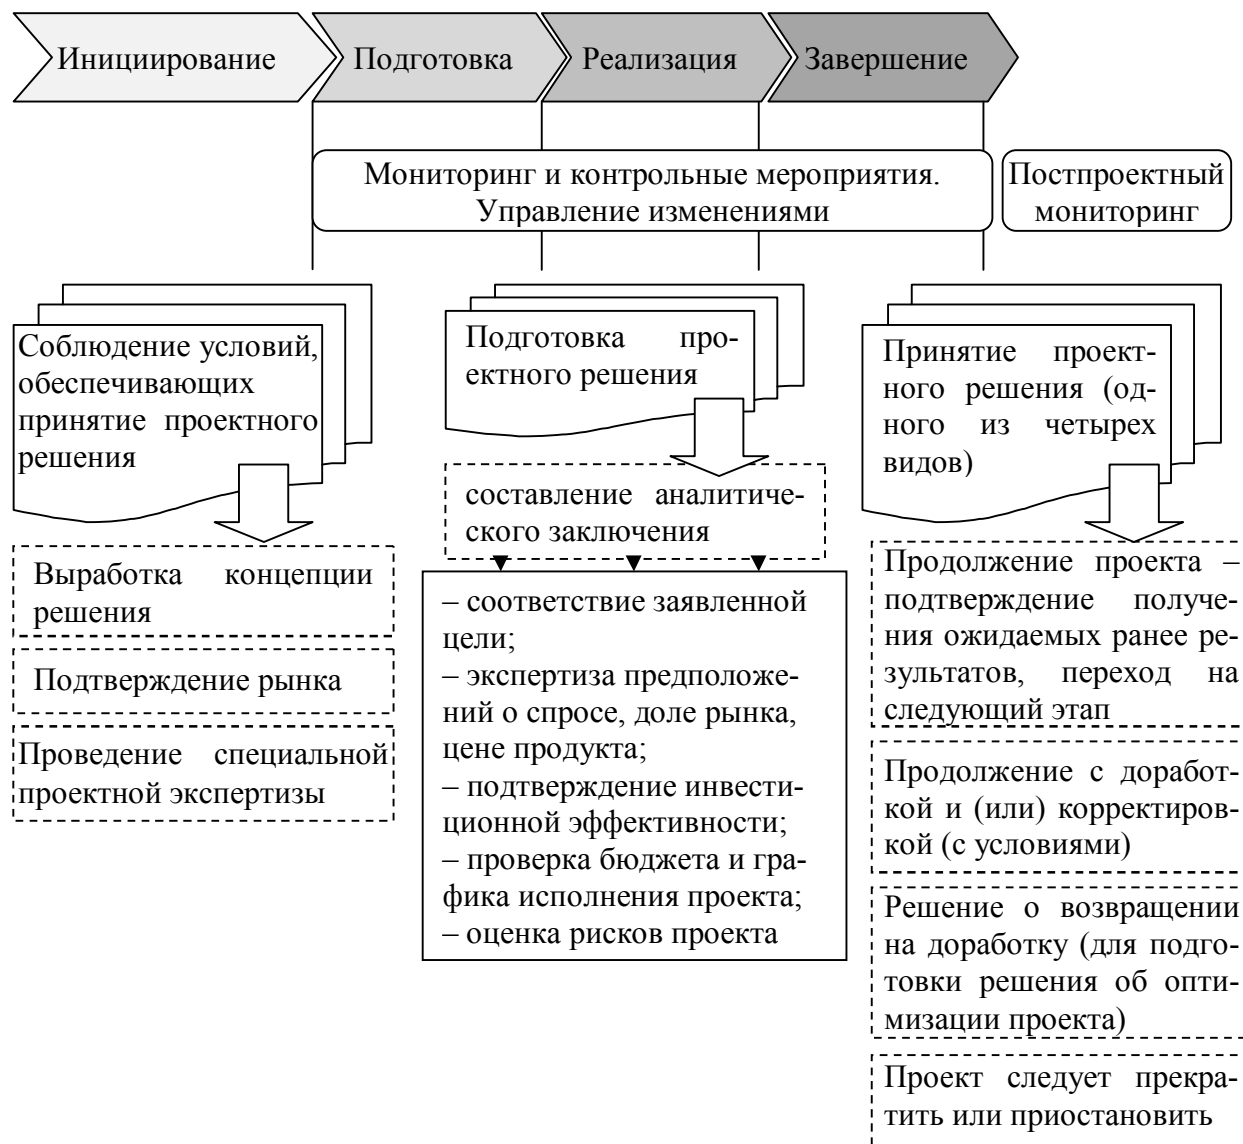 Инициирование
Подготовка
Реализация
Завершение
Мониторинг и контрольные мероприятия.
Управление изменениями
Постпроектный
мониторинг
Соблюдение условий,
обеспечивающих
принятие проектного
решения
Выработка концепции
решения
Подтверждение рынка
Проведение специальной
проектной экспертизы
Подготовка про-
ектного решения
составление аналитиче-
ского заключения
– соответствие заявленной
цели;
– экспертиза предположе-
ний о спросе, доле рынка,
цене продукта;
– подтверждение инвести-
ционной эффективности;
– проверка бюджета и гра-
фика исполнения проекта;
– оценка рисков проекта
Принятие проект-
ного решения (од-
ного из четырех
видов)
Продолжение проекта –
подтверждение получе-
ния ожидаемых ранее ре-
зультатов, переход на
следующий этап
Продолжение с доработ-
кой и (или) корректиров-
кой (с условиями)
Решение о возвращении
на доработку (для подго-
товки решения об опти-
мизации проекта)
Проект следует прекра-
тить или приостановить